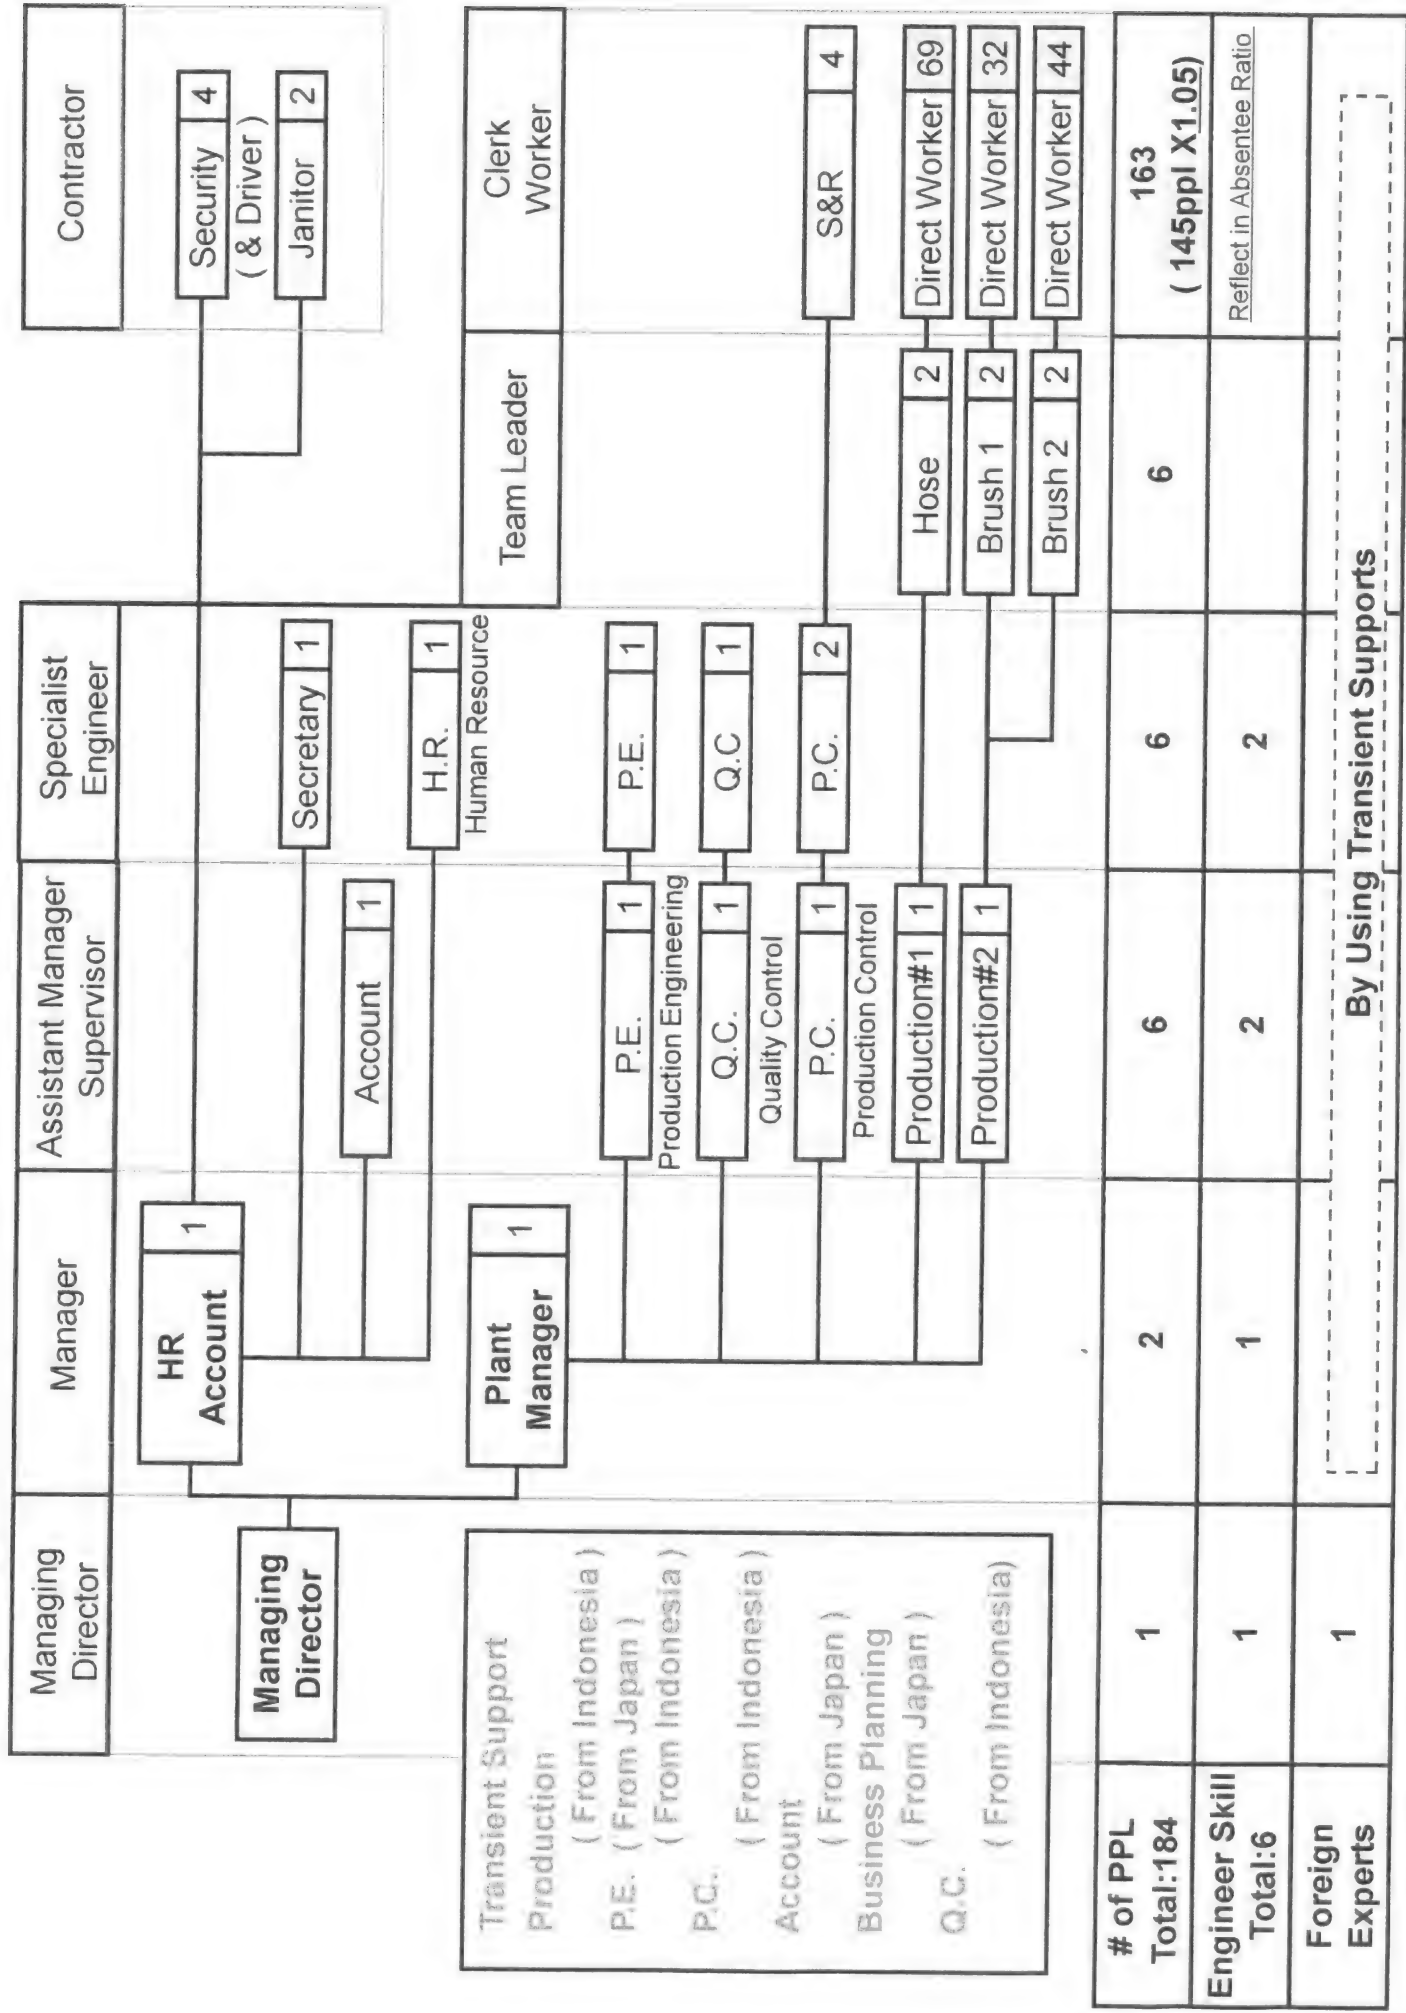 Managing
Director
Manager
Assistant Manager
Supervisor
Specialist
Engineer
Contractor
Managing
Director
HR
Account
1
Security
4
( & Driver )
Janitor
2
Secretary
1
Account
1
H.R.
1
Human Resource
Team Leader
Clerk
Worker
Plant
Manager
1
P.E.
1
Production Engineering
P.E.
1
Q.C.
1
Quality Control
Q.C
1
P.C.
1
Production Control
P.C.
2
S&R
4
Production#1
1
Hose
2
Direct Worker
69
Production#2
1
Brush 1
2
Direct Worker
32
Brush 2
2
Direct Worker
44
Transient Support
Production
( From Indonesia )
P.E. ( From Japan )
( From Indonesia )
P.C.
( From Indonesia )
Account
( From Japan )
Business Planning
( From Japan )
Q.C.
( From Indonesia)
# of PPL
Total:184
1
2
6
6
6
163
( 145ppl X1.05)
Engineer Skill
Total:6
1
1
2
2
Reflect in Absentee Ratio
Foreign
Experts
1
By Using Transient Supports